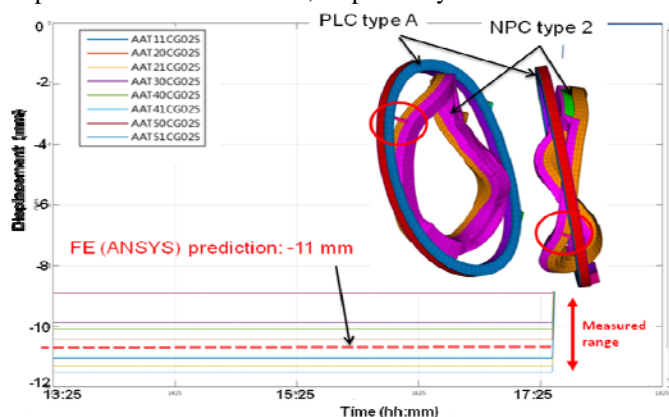 PLC type A
NPC type 2
AAT11CG025
AAT20CG025
AAT21CG025
AAT30CG025
AAT40CG025
AAT41CG025
AAT50CG025
AAT51CG025
0
-2
-4
-6
-8
-10
-12
Displacement (mm)
FE (ANSYS) prediction: -11 mm
Measured
range
13:25
15:25
17:25
Time (hh:mm)